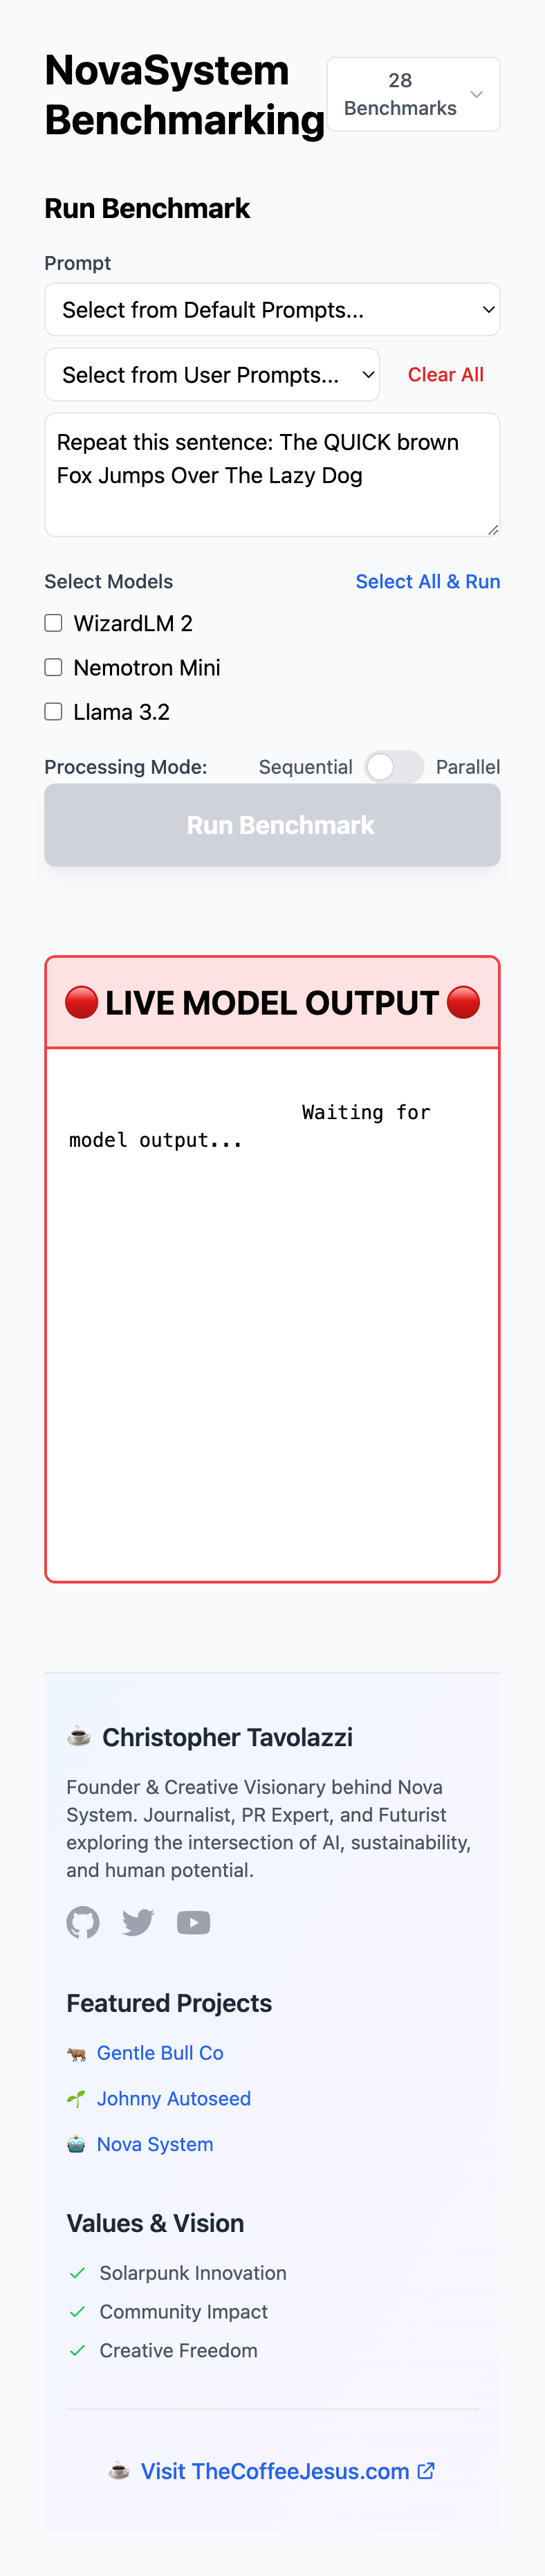 NovaSystem
Benchmarking
28
Benchmarks
Run Benchmark
Prompt
Select from Default Prompts...
Select from User Prompts...
Clear All
Repeat this sentence: The QUICK brown
Fox Jumps Over The Lazy Dog
Select Models
Select All & Run
WizardLM 2
Nemotron Mini
Llama 3.2
Processing Mode:
Sequential
Parallel
Run Benchmark
LIVE MODEL OUTPUT
Waiting for
model output...
Christopher Tavolazzi
Founder & Creative Visionary behind Nova
System. Journalist, PR Expert, and Futurist
exploring the intersection of AI, sustainability,
and human potential.
Featured Projects
Gentle Bull Co
Johnny Autoseed
Nova System
Values & Vision
Solarpunk Innovation
Community Impact
Creative Freedom
Visit TheCoffeeJesus.com